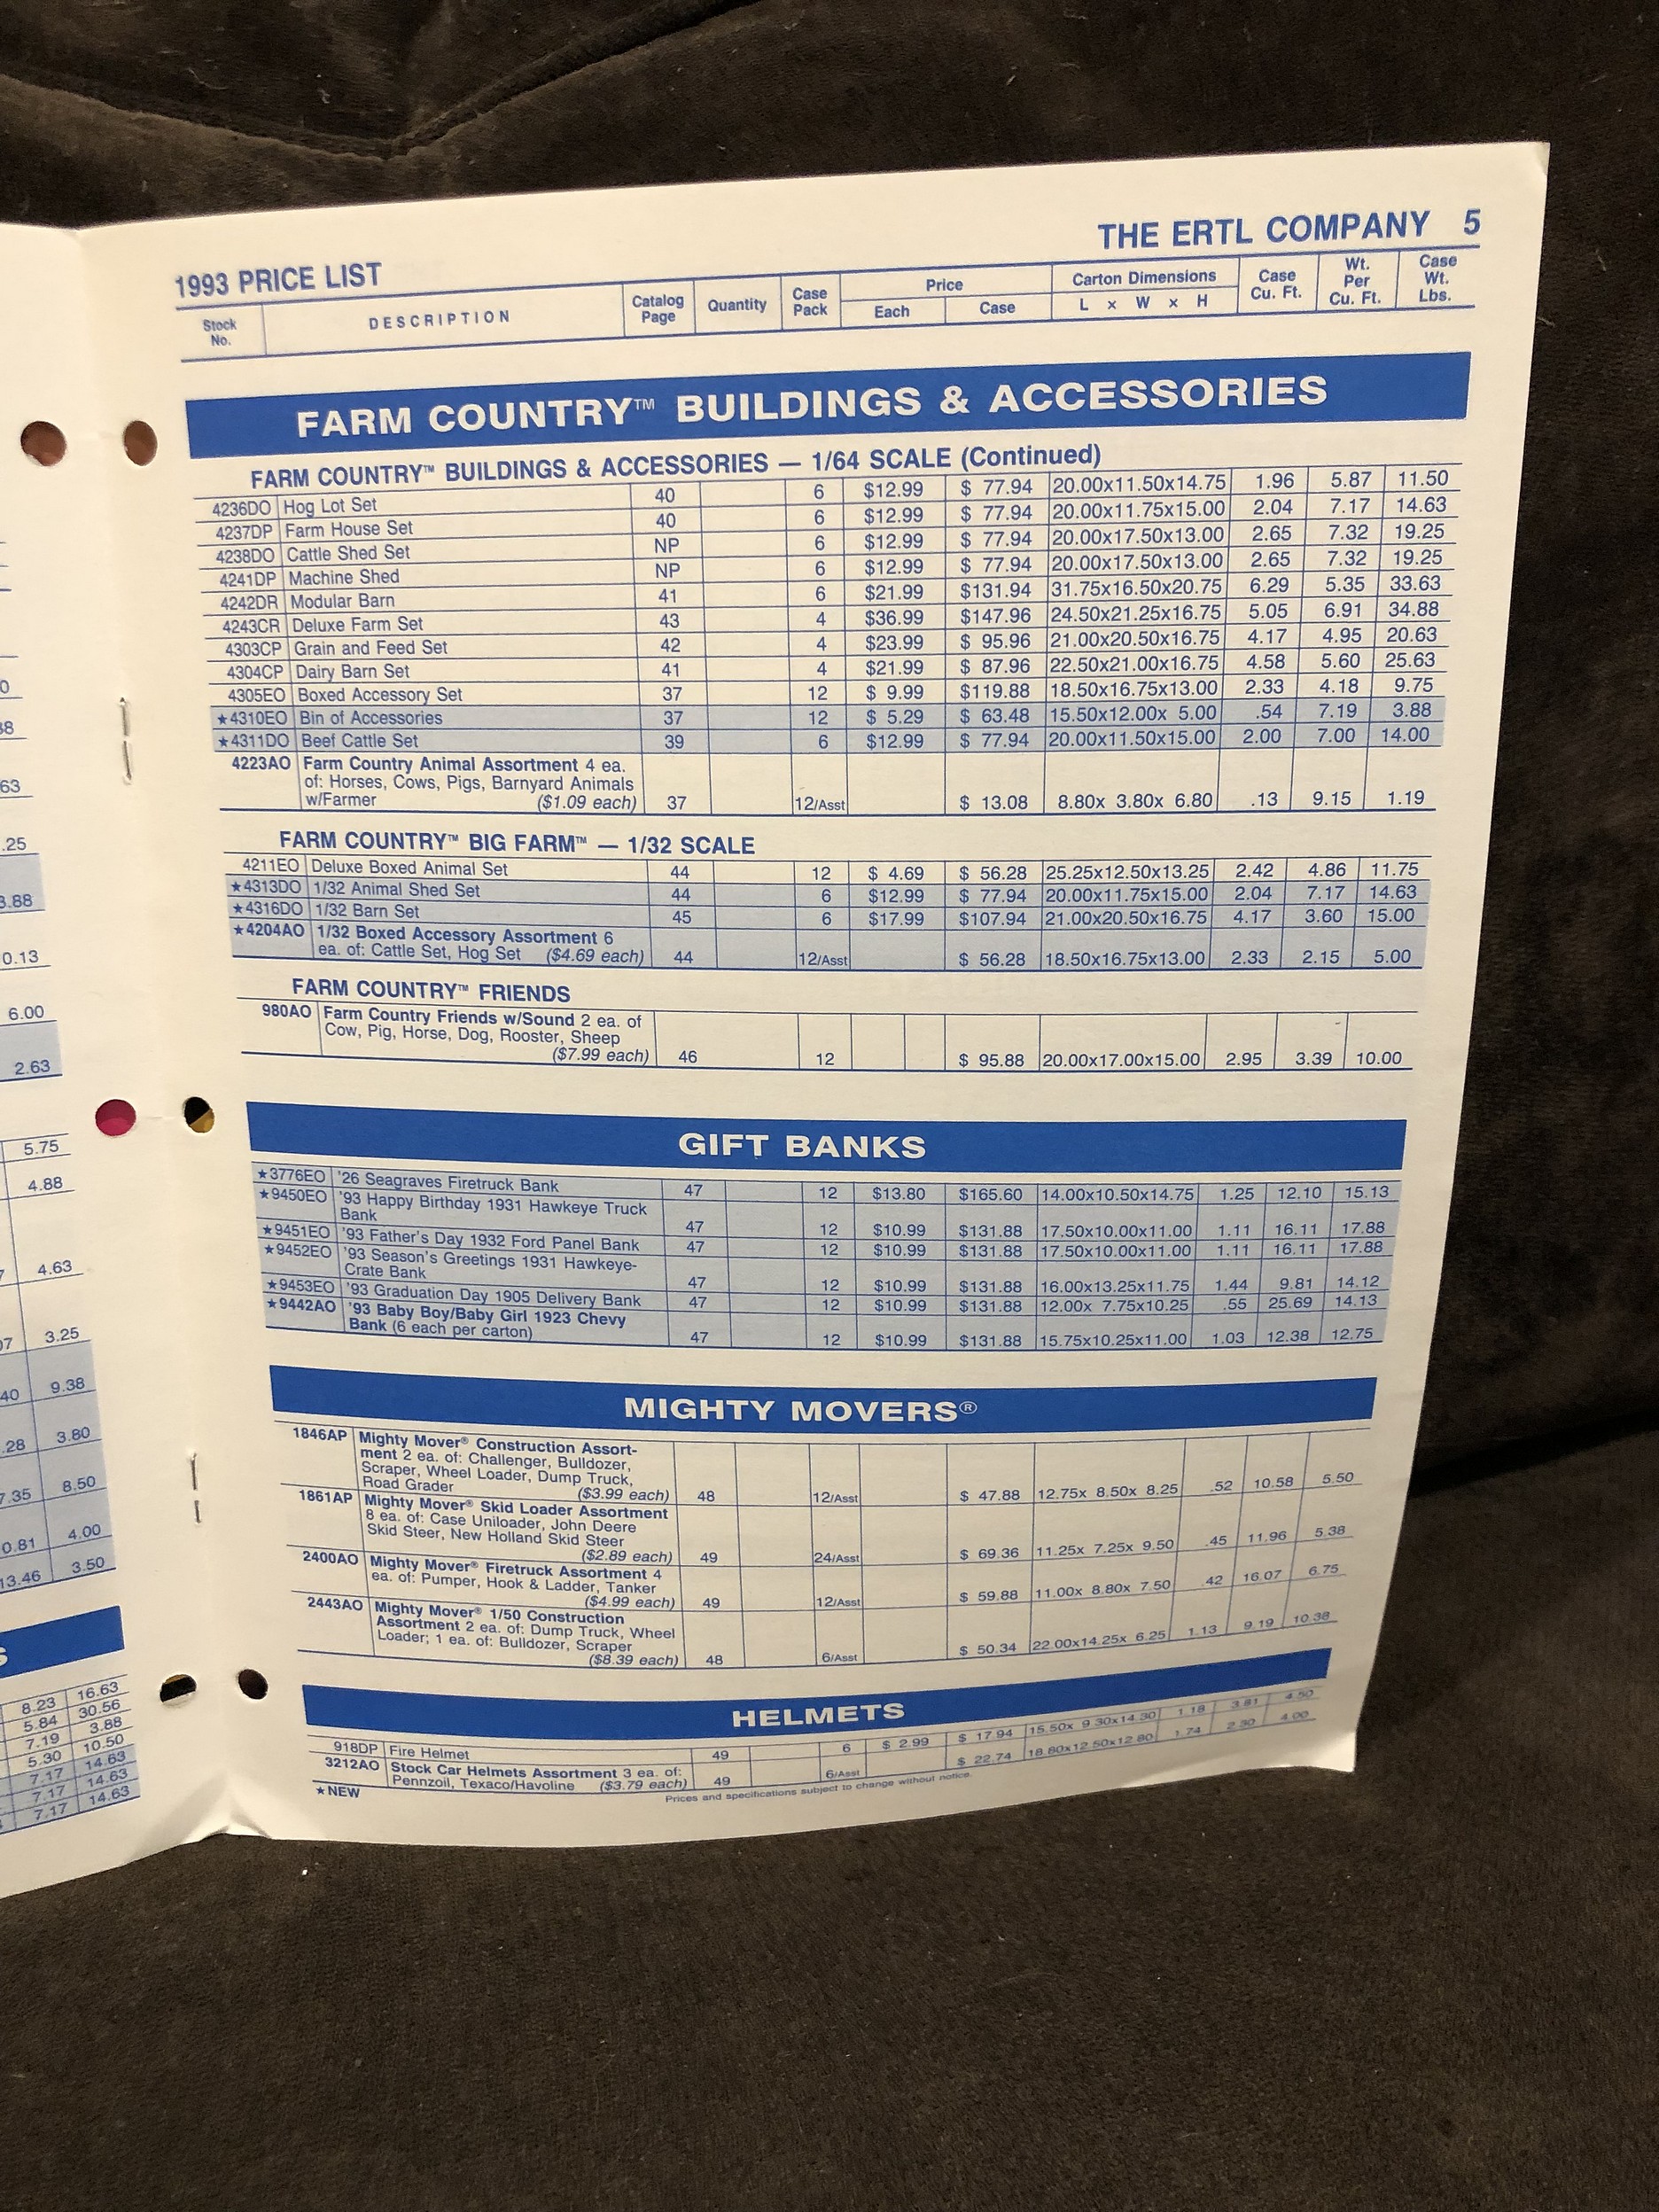 THE ERTL COMPANY 5
1993 PRICE LIST
Stock No. DESCRIPTION Catalog Page Quantity Case Pack Price Each Case Carton Dimensions L x W x H Case Cu. Ft. Wt. Per Cu. Ft. Case Wt. Lbs.
FARM COUNTRY™ BUILDINGS & ACCESSORIES
FARM COUNTRY™ BUILDINGS & ACCESSORIES — 1/64 SCALE (Continued)
4236DO Hog Lot Set 40 6 $12.99 $ 77.94 20.00x11.50x14.75 1.96 5.87 11.50
4237DP Farm House Set 40 6 $12.99 $ 77.94 20.00x11.75x15.00 2.04 7.17 14.63
4238DO Cattle Shed Set NP 6 $12.99 $ 77.94 20.00x17.50x13.00 2.65 7.32 19.25
4241DP Machine Shed NP 6 $12.99 $ 77.94 20.00x17.50x13.00 2.65 7.32 19.25
4242DR Modular Barn 41 6 $21.99 $131.94 31.75x16.50x20.75 6.29 5.35 33.63
4243CR Deluxe Farm Set 43 4 $36.99 $147.96 24.50x21.25x16.75 5.05 6.91 34.88
4303CP Grain and Feed Set 42 4 $23.99 $ 95.96 21.00x20.50x16.75 4.17 4.95 20.63
4304CP Dairy Barn Set 41 4 $21.99 $ 87.96 22.50x21.00x16.75 4.58 5.60 25.63
4305EO Boxed Accessory Set 37 12 $ 9.99 $119.88 18.50x16.75x13.00 2.33 4.18 9.75
★4310EO Bin of Accessories 37 12 $ 5.29 $ 63.48 15.50x12.00x 5.00 .54 7.19 3.88
★4311DO Beef Cattle Set 39 6 $12.99 $ 77.94 20.00x11.50x15.00 2.00 7.00 14.00
4223AO Farm Country Animal Assortment 4 ea.
of: Horses, Cows, Pigs, Barnyard Animals
w/Farmer ($1.09 each) 37 12/Asst $ 13.08 8.80x 3.80x 6.80 .13 9.15 1.19
FARM COUNTRY™ BIG FARM™ — 1/32 SCALE
4211EO Deluxe Boxed Animal Set 44 12 $ 4.69 $ 56.28 25.25x12.50x13.25 2.42 4.86 11.75
★4313DO 1/32 Animal Shed Set 44 6 $12.99 $ 77.94 20.00x11.75x15.00 2.04 7.17 14.63
★4316DO 1/32 Barn Set 45 6 $17.99 $107.94 21.00x20.50x16.75 4.17 3.60 15.00
★4204AO 1/32 Boxed Accessory Assortment 6
ea. of: Cattle Set, Hog Set ($4.69 each) 44 12/Asst $ 56.28 18.50x16.75x13.00 2.33 2.15 5.00
FARM COUNTRY™ FRIENDS
980AO Farm Country Friends w/Sound 2 ea. of
Cow, Pig, Horse, Dog, Rooster, Sheep
($7.99 each) 46 12 $ 95.88 20.00x17.00x15.00 2.95 3.39 10.00
GIFT BANKS
★3776EO '26 Seagraves Firetruck Bank 47 12 $13.80 $165.60 14.00x10.50x14.75 1.25 12.10 15.13
★9450EO '93 Happy Birthday 1931 Hawkeye Truck
Bank 47 12 $10.99 $131.88 17.50x10.00x11.00 1.11 16.11 17.88
★9451EO '93 Father's Day 1932 Ford Panel Bank 47 12 $10.99 $131.88 17.50x10.00x11.00 1.11 16.11 17.88
★9452EO '93 Season's Greetings 1931 Hawkeye-
Crate Bank 47 12 $10.99 $131.88 16.00x13.25x11.75 1.44 9.81 14.12
★9453EO '93 Graduation Day 1905 Delivery Bank 47 12 $10.99 $131.88 12.00x 7.75x10.25 .55 25.69 14.13
★9442AO '93 Baby Boy/Baby Girl 1923 Chevy
Bank (6 each per carton) 47 12 $10.99 $131.88 15.75x10.25x11.00 1.03 12.38 12.75
MIGHTY MOVERS®
1846AP Mighty Mover® Construction Assort-
ment 2 ea. of: Challenger, Bulldozer,
Scraper, Wheel Loader, Dump Truck,
Road Grader ($3.99 each) 48 12/Asst $ 47.88 12.75x 8.50x 8.25 .52 10.58 5.50
1861AP Mighty Mover® Skid Loader Assortment
8 ea. of: Case Uniloader, John Deere
Skid Steer, New Holland Skid Steer
($2.89 each) 49 24/Asst $ 69.36 11.25x 7.25x 9.50 .45 11.96 5.38
2400AO Mighty Mover® Firetruck Assortment 4
ea. of: Pumper, Hook & Ladder, Tanker
($4.99 each) 49 12/Asst $ 59.88 11.00x 8.80x 7.50 .42 16.07 6.75
2443AO Mighty Mover® 1/50 Construction
Assortment 2 ea. of: Dump Truck, Wheel
Loader; 1 ea. of: Bulldozer, Scraper
($8.39 each) 48 6/Asst $ 50.34 22.00x14.25x 6.25 1.13 9.19 10.38
HELMETS
918DP Fire Helmet 49 6 $ 2.99 $ 17.94 15.50x 9.30x14.30 1.18 3.81 4.50
3212AO Stock Car Helmets Assortment 3 ea. of:
Pennzoil, Texaco/Havoline ($3.79 each) 49 6/Asst $ 22.74 18.80x12.50x12.80 1.74 2.30 4.00
★NEW Prices and specifications subject to change without notice.